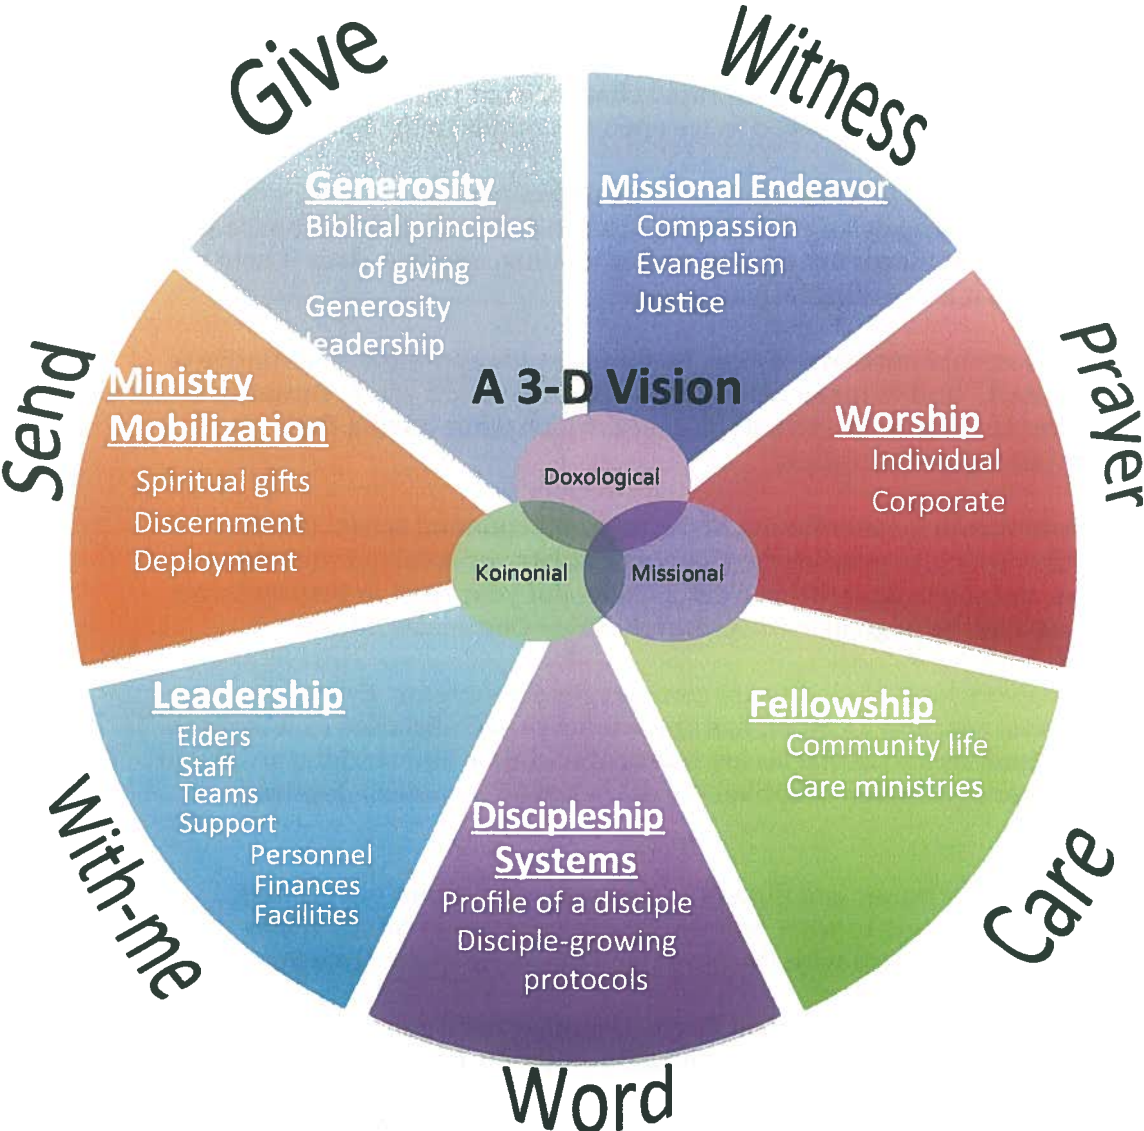 Give
Witness
Generosity
Biblical principles
of giving
Generosity
leadership
Missional Endeavor
Compassion
Evangelism
Justice
Prayer
Worship
Individual
Corporate
Send
Ministry
Mobilization
Spiritual gifts
Discernment
Deployment
A 3-D Vision
Doxological
Koinonial
Missional
Leadership
Elders
Staff
Teams
Support
Personnel
Finances
Facilities
With-me
Discipleship
Systems
Profile of a disciple
Disciple-growing
protocols
Word
Fellowship
Community life
Care ministries
Care